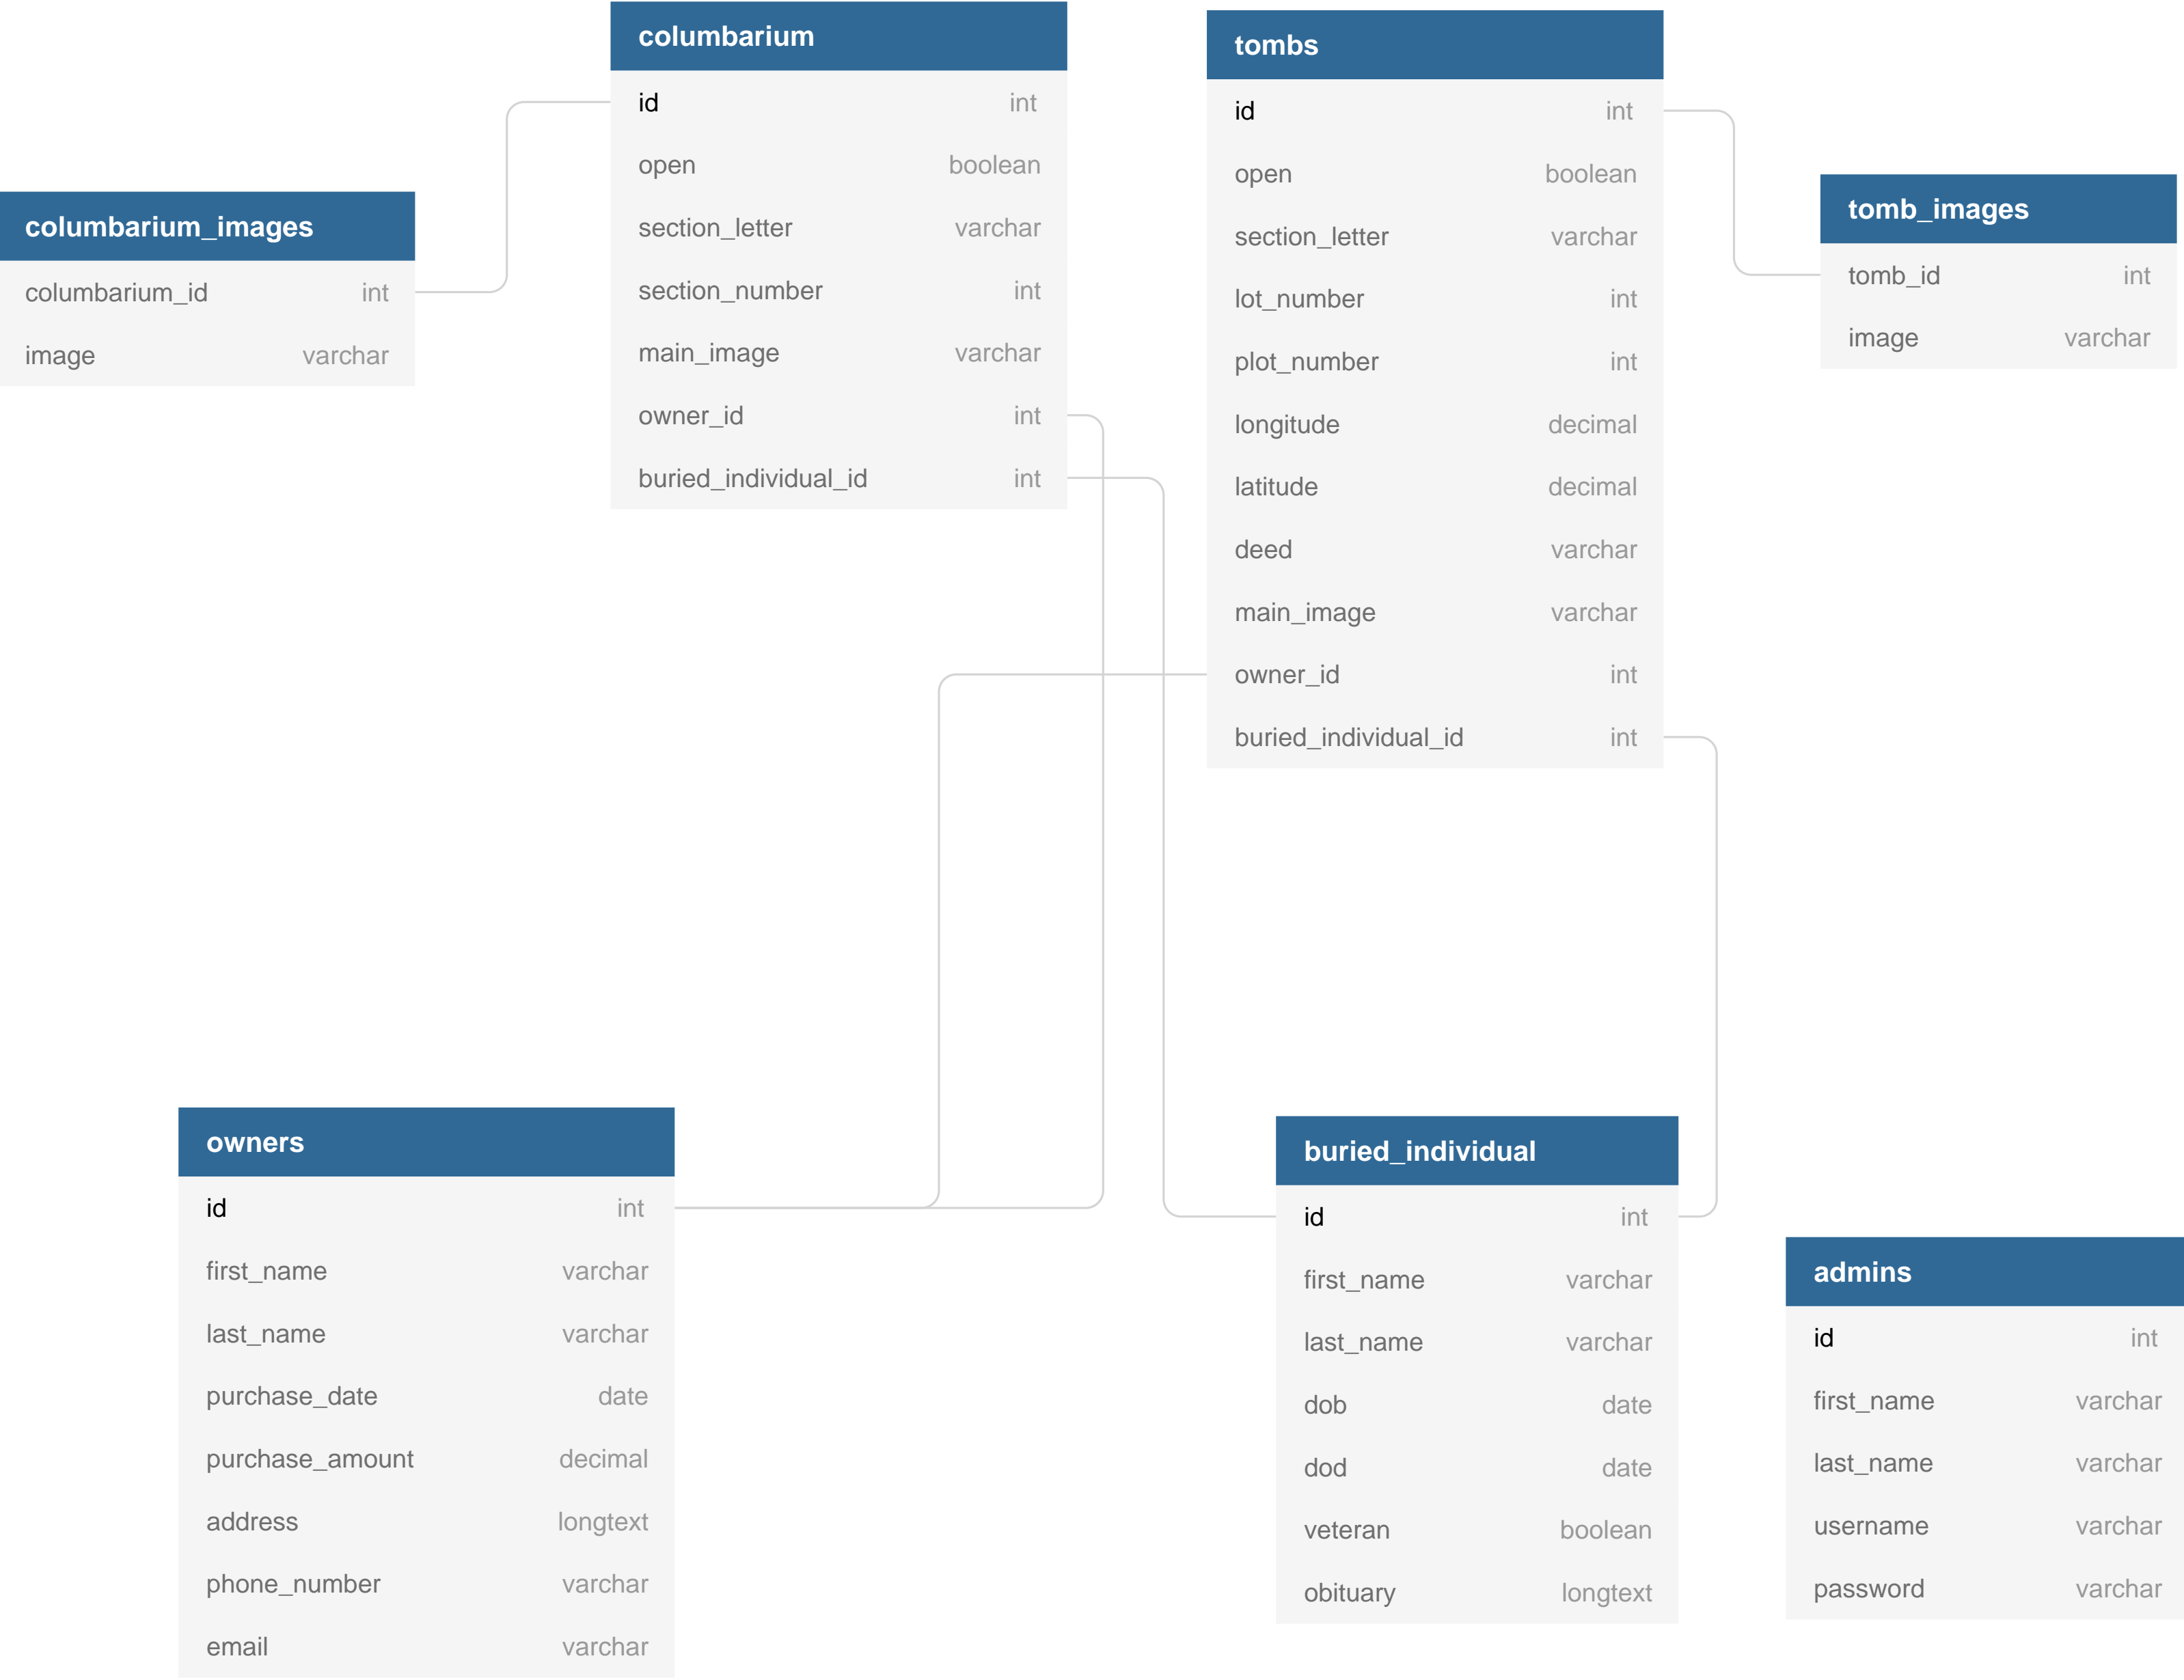 columbarium
id int
open boolean
section_letter varchar
section_number int
main_image varchar
owner_id int
buried_individual_id int
tombs
id int
open boolean
section_letter varchar
lot_number int
plot_number int
longitude decimal
latitude decimal
deed varchar
main_image varchar
owner_id int
buried_individual_id int
columbarium_images
columbarium_id int
image varchar
tomb_images
tomb_id int
image varchar
owners
id int
first_name varchar
last_name varchar
purchase_date date
purchase_amount decimal
address longtext
phone_number varchar
email varchar
buried_individual
id int
first_name varchar
last_name varchar
dob date
dod date
veteran boolean
obituary longtext
admins
id int
first_name varchar
last_name varchar
username varchar
password varchar